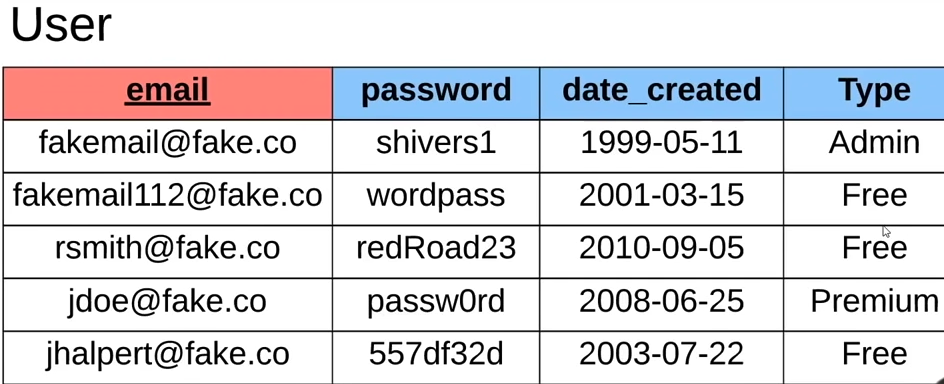 User
email password date_created Type
fakemail@fake.co shivers1 1999-05-11 Admin
fakemail112@fake.co wordpass 2001-03-15 Free
rsmith@fake.co redRoad23 2010-09-05 Free
jdoe@fake.co passw0rd 2008-06-25 Premium
jhalpert@fake.co 557df32d 2003-07-22 Free